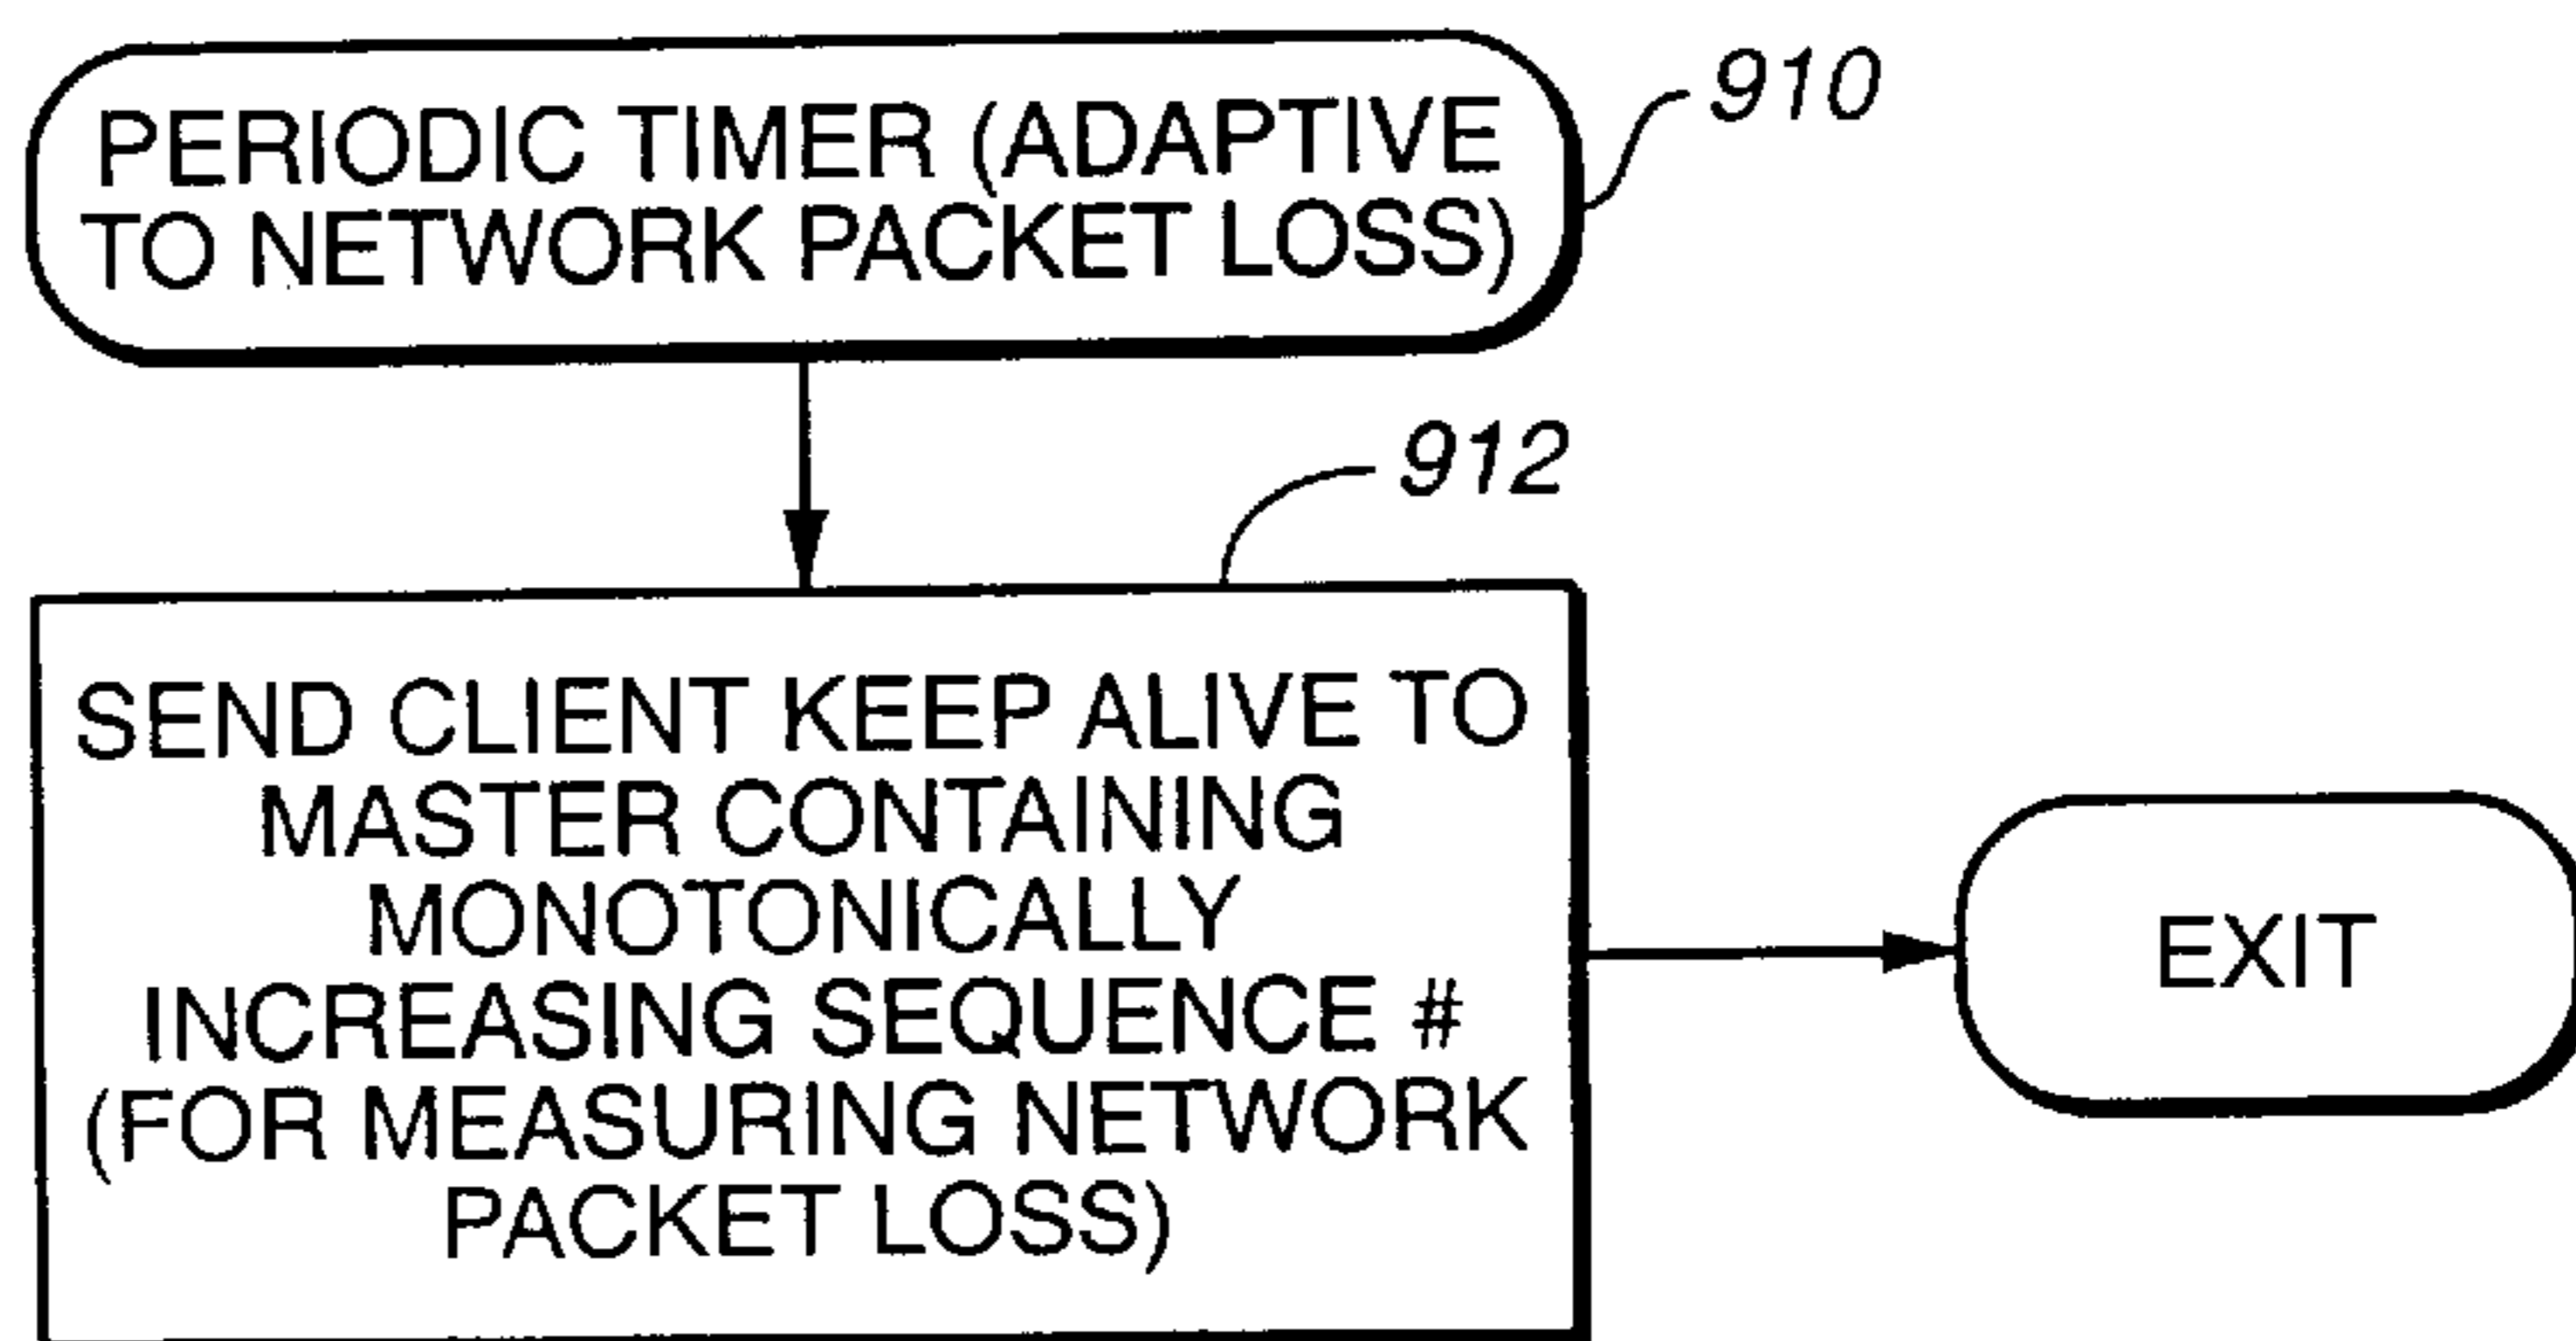 PERIODIC TIMER (ADAPTIVE
TO NETWORK PACKET LOSS)
910
912
SEND CLIENT KEEP ALIVE TO
MASTER CONTAINING
MONOTONICALLY
INCREASING SEQUENCE #
(FOR MEASURING NETWORK
PACKET LOSS)
EXIT